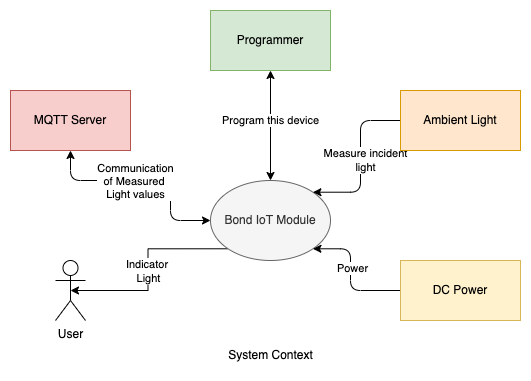 Programmer
MQTT Server
Ambient Light
Program this device
Measure incident
light
Communication
of Measured
Light values
Bond IoT Module
Indicator
Light
Power
DC Power
User
System Context